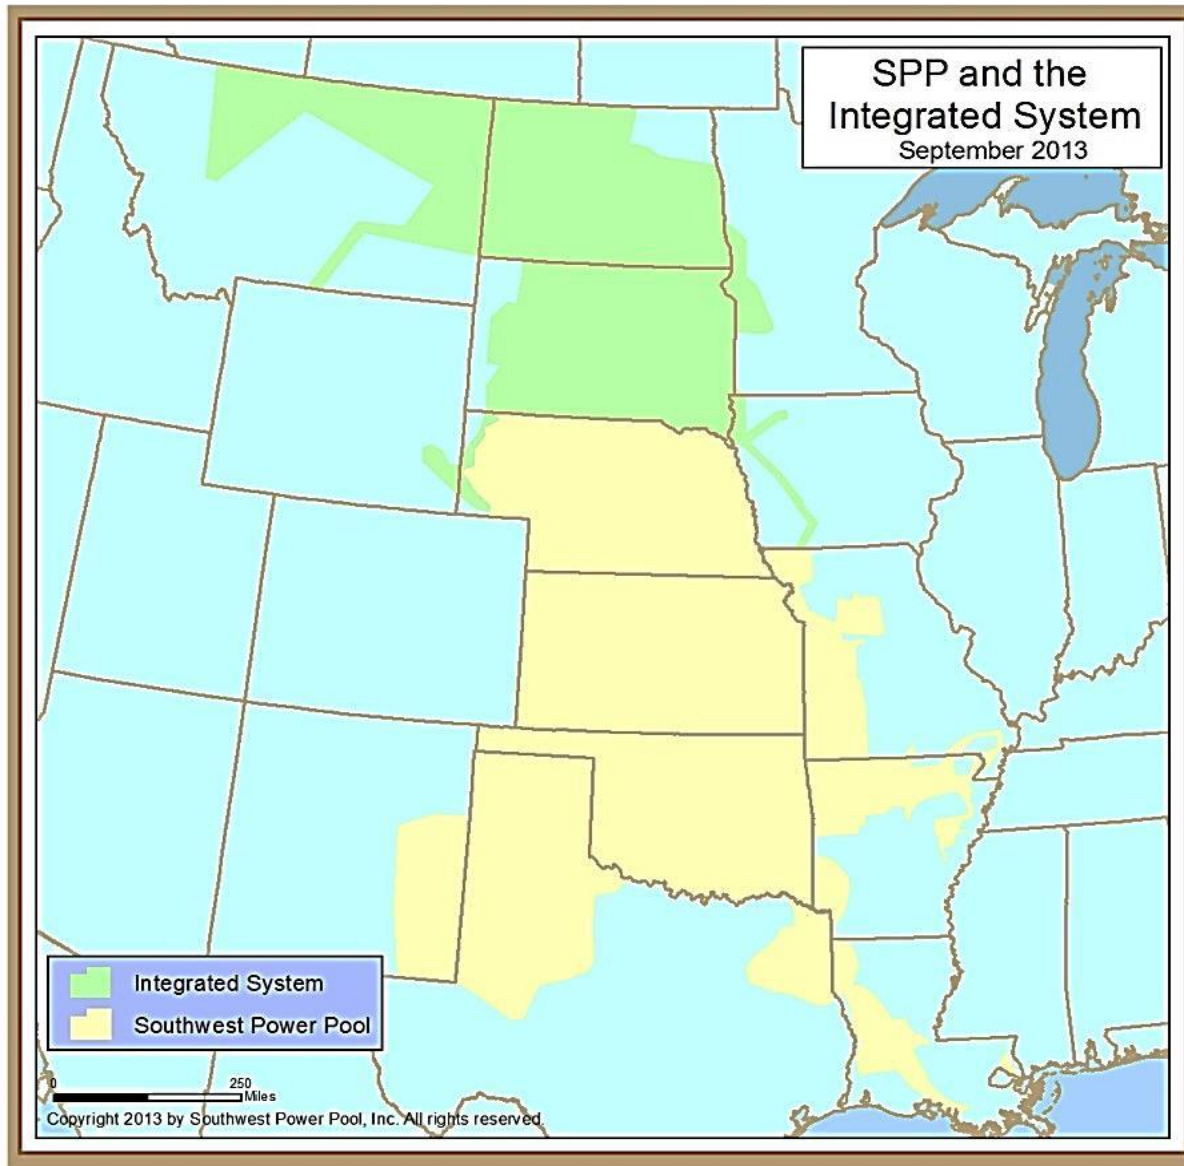 SPP and the
Integrated System
September 2013
Integrated System
Southwest Power Pool
0 250
Miles
Copyright 2013 by Southwest Power Pool, Inc. All rights reserved.